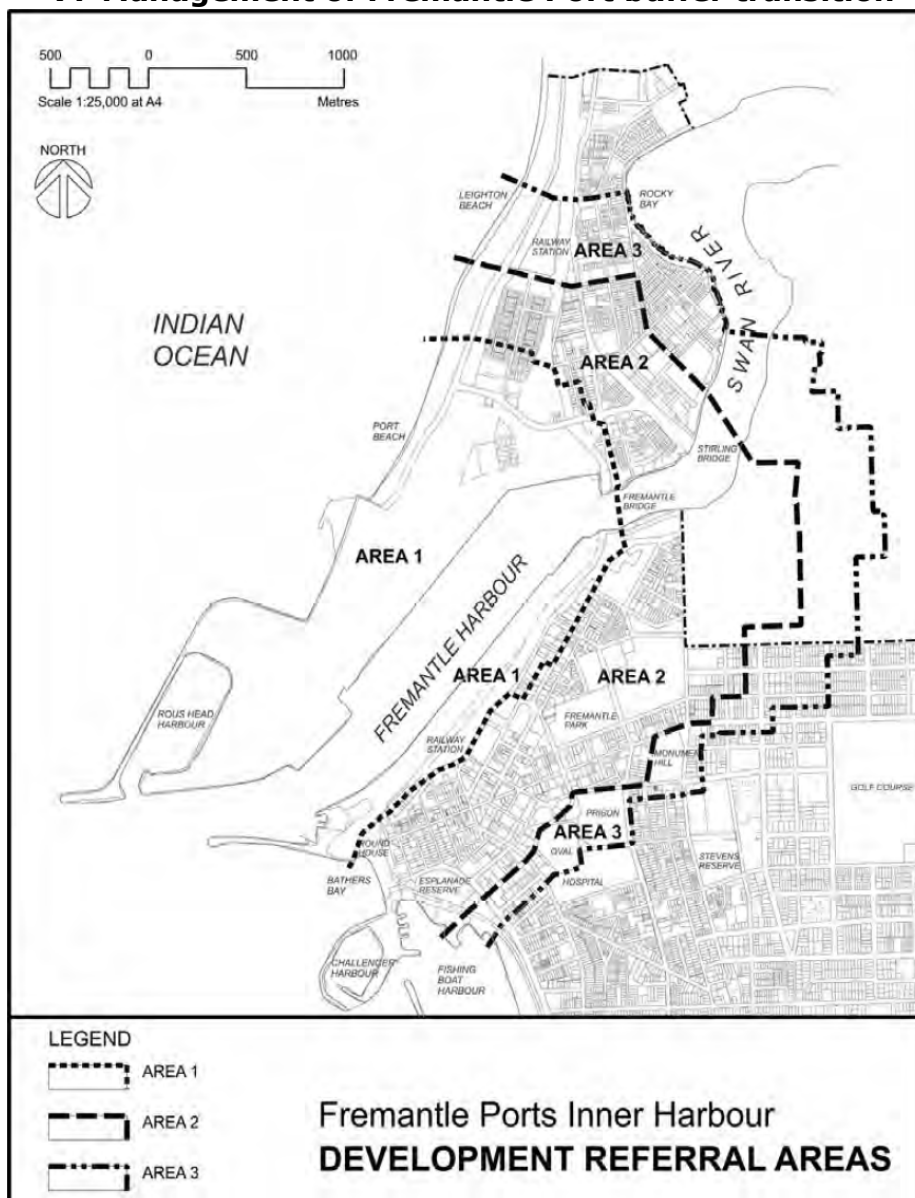 500 0 500 1000
Scale 1:25,000 at A4 Metres
NORTH
LEIGHTON
BEACH
ROCKY
BAY
RAILWAY
STATION
AREA 3
SWAN RIVER
INDIAN
OCEAN
AREA 2
PORT
BEACH
STIRLING
BRIDGE
FREMANTLE
BRIDGE
AREA 1
FREMANTLE HARBOUR
AREA 1
AREA 2
ROUS HEAD
HARBOUR
FREMANTLE
PARK
RAILWAY
STATION
MONUMEN
HILL
GOLF COURSE
PRISON
AREA 3
OVAL
STEVENS
RESERVE
ROUND
HOUSE
HOSPITAL
BATHERS
BAY
ESPLANADE
RESERVE
CHALLENGER
HARBOUR
FISHING
BOAT
HARBOUR
LEGEND
AREA 1
AREA 2
AREA 3
Fremantle Ports Inner Harbour
DEVELOPMENT REFERRAL AREAS